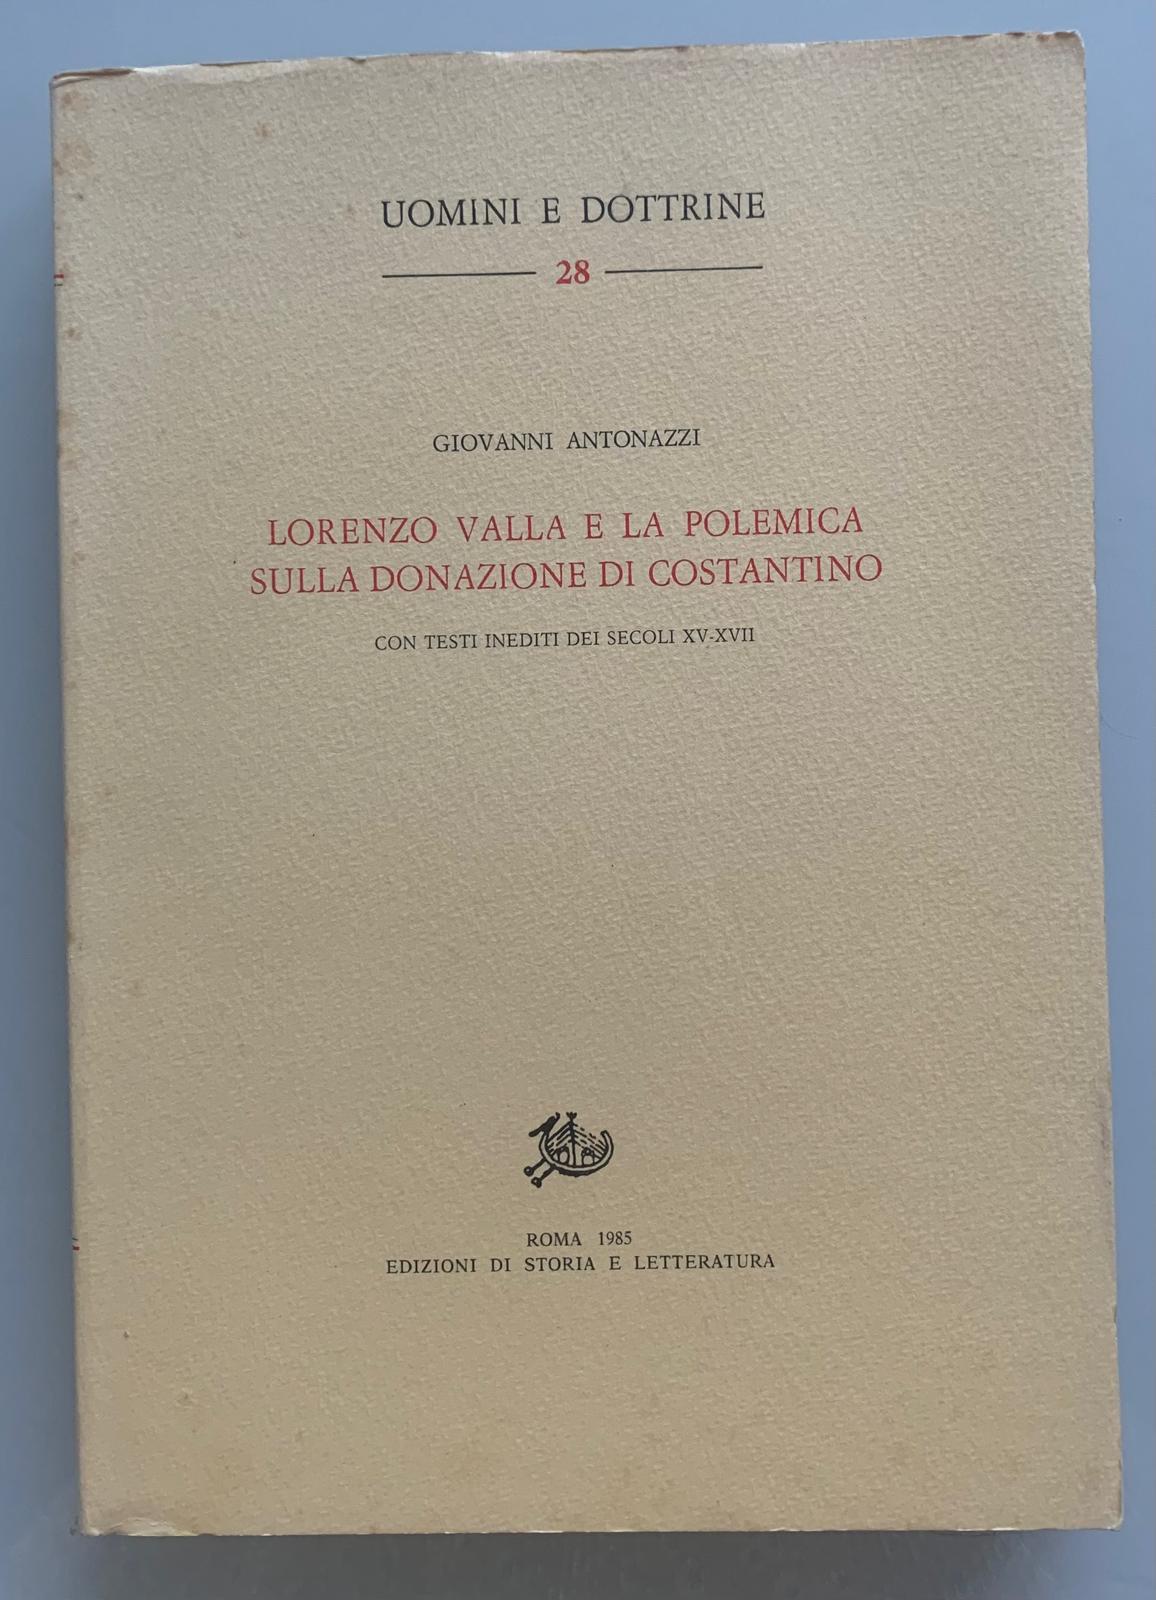 UOMINI E DOTTRINE
28
GIOVANNI ANTONAZZI
LORENZO VALLA E LA POLEMICA
SULLA DONAZIONE DI COSTANTINO
CON TESTI INEDITI DEI SECOLI XV-XVII
ROMA 1985
EDIZIONI DI STORIA E LETTERATURA